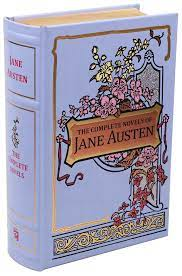 JANE
AUSTEN
THE
COMPLETE
NOVELS
THE COMPLETE NOVELS OF
JANE AUSTEN